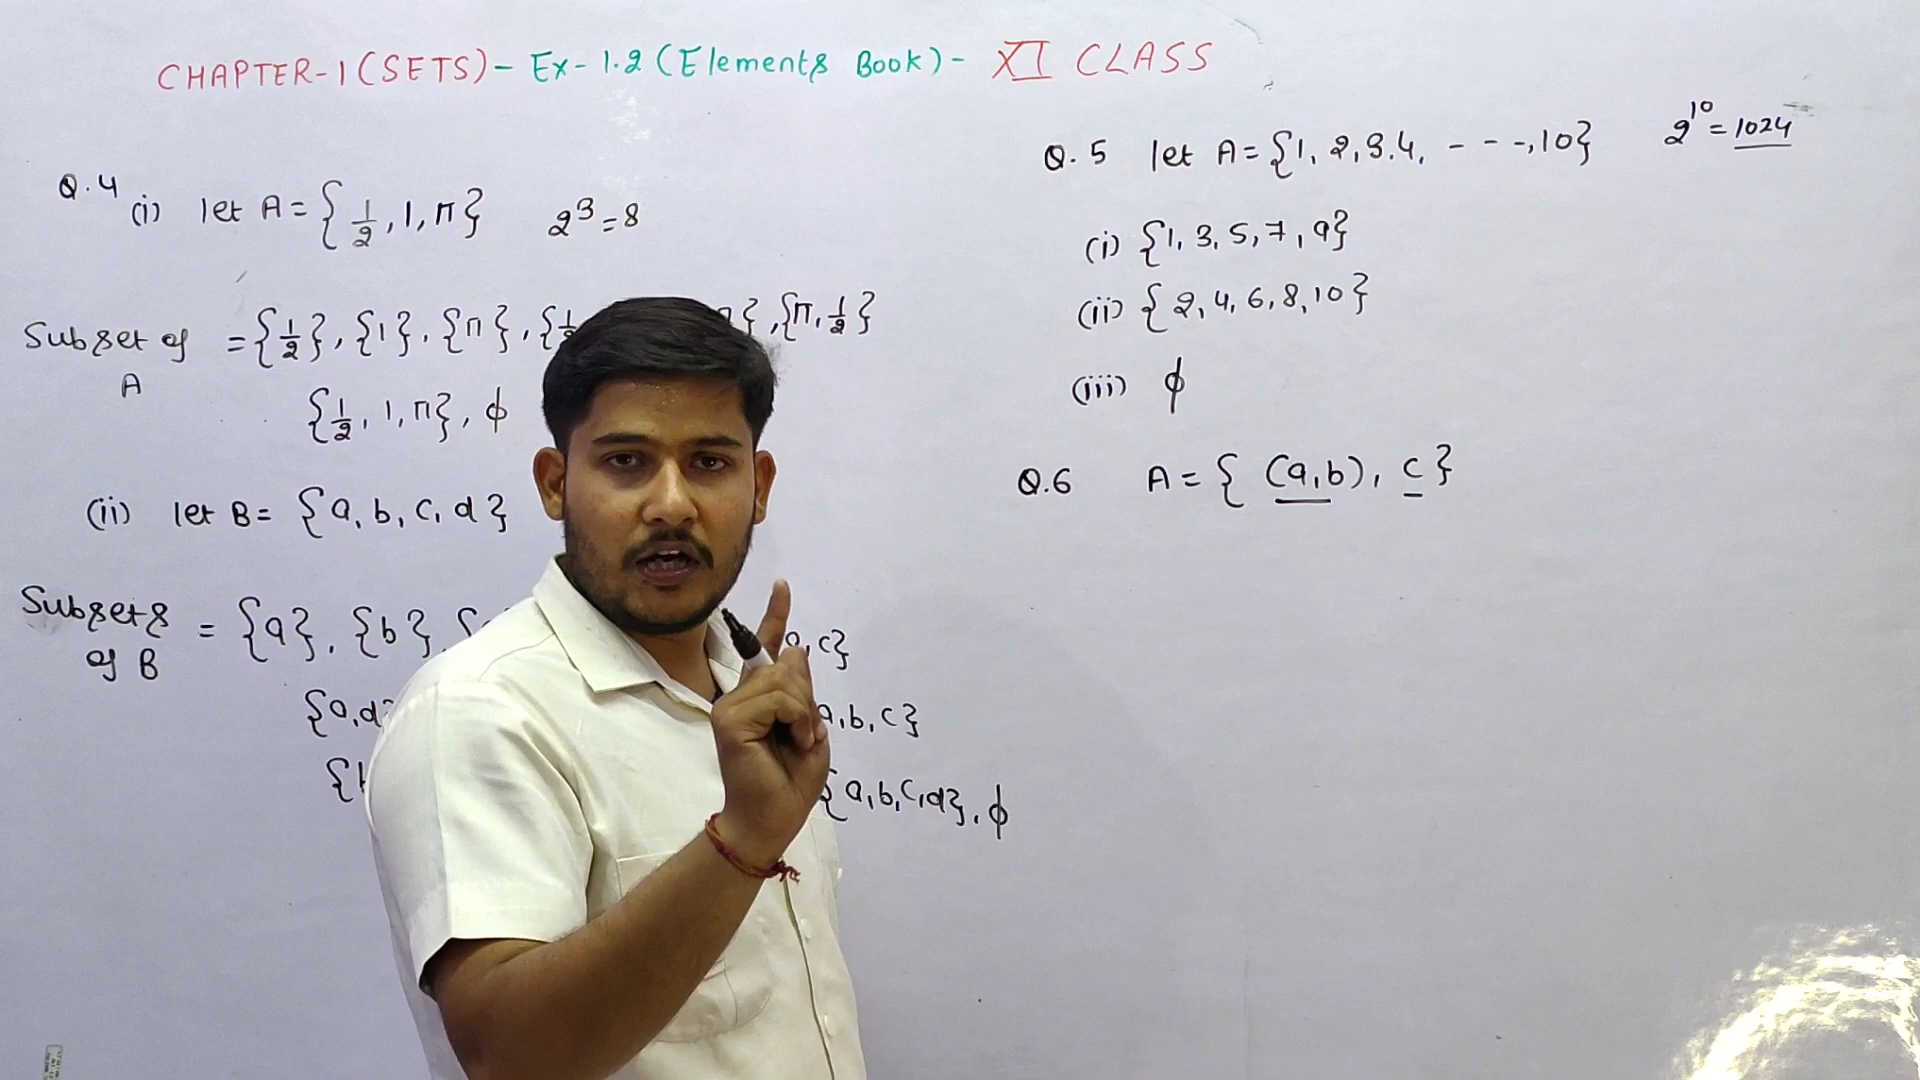 CHAPTER-1 (SETS) - Ex- 1.2 (Elements Book) - XI CLASS
Q.4 (i) let A = { 1/2, 1, π} 2³ = 8
Subset of A = {1/2}, {1}, {π}, {1/2 }, {π, 1/2}
{1/2, 1, π}, ϕ
(ii) let B = {a, b, c, d}
Subsets of B = {a}, {b}, { , c}
{a,d} a, b, c}
{ {a,b,c,d}, ϕ
Q.5 let A = {1, 2, 3.4, - - -, 10} 2¹⁰ = 1024
(i) {1, 3, 5, 7, 9}
(ii) {2, 4, 6, 8, 10}
(iii) ϕ
Q.6 A = { (a,b), c}